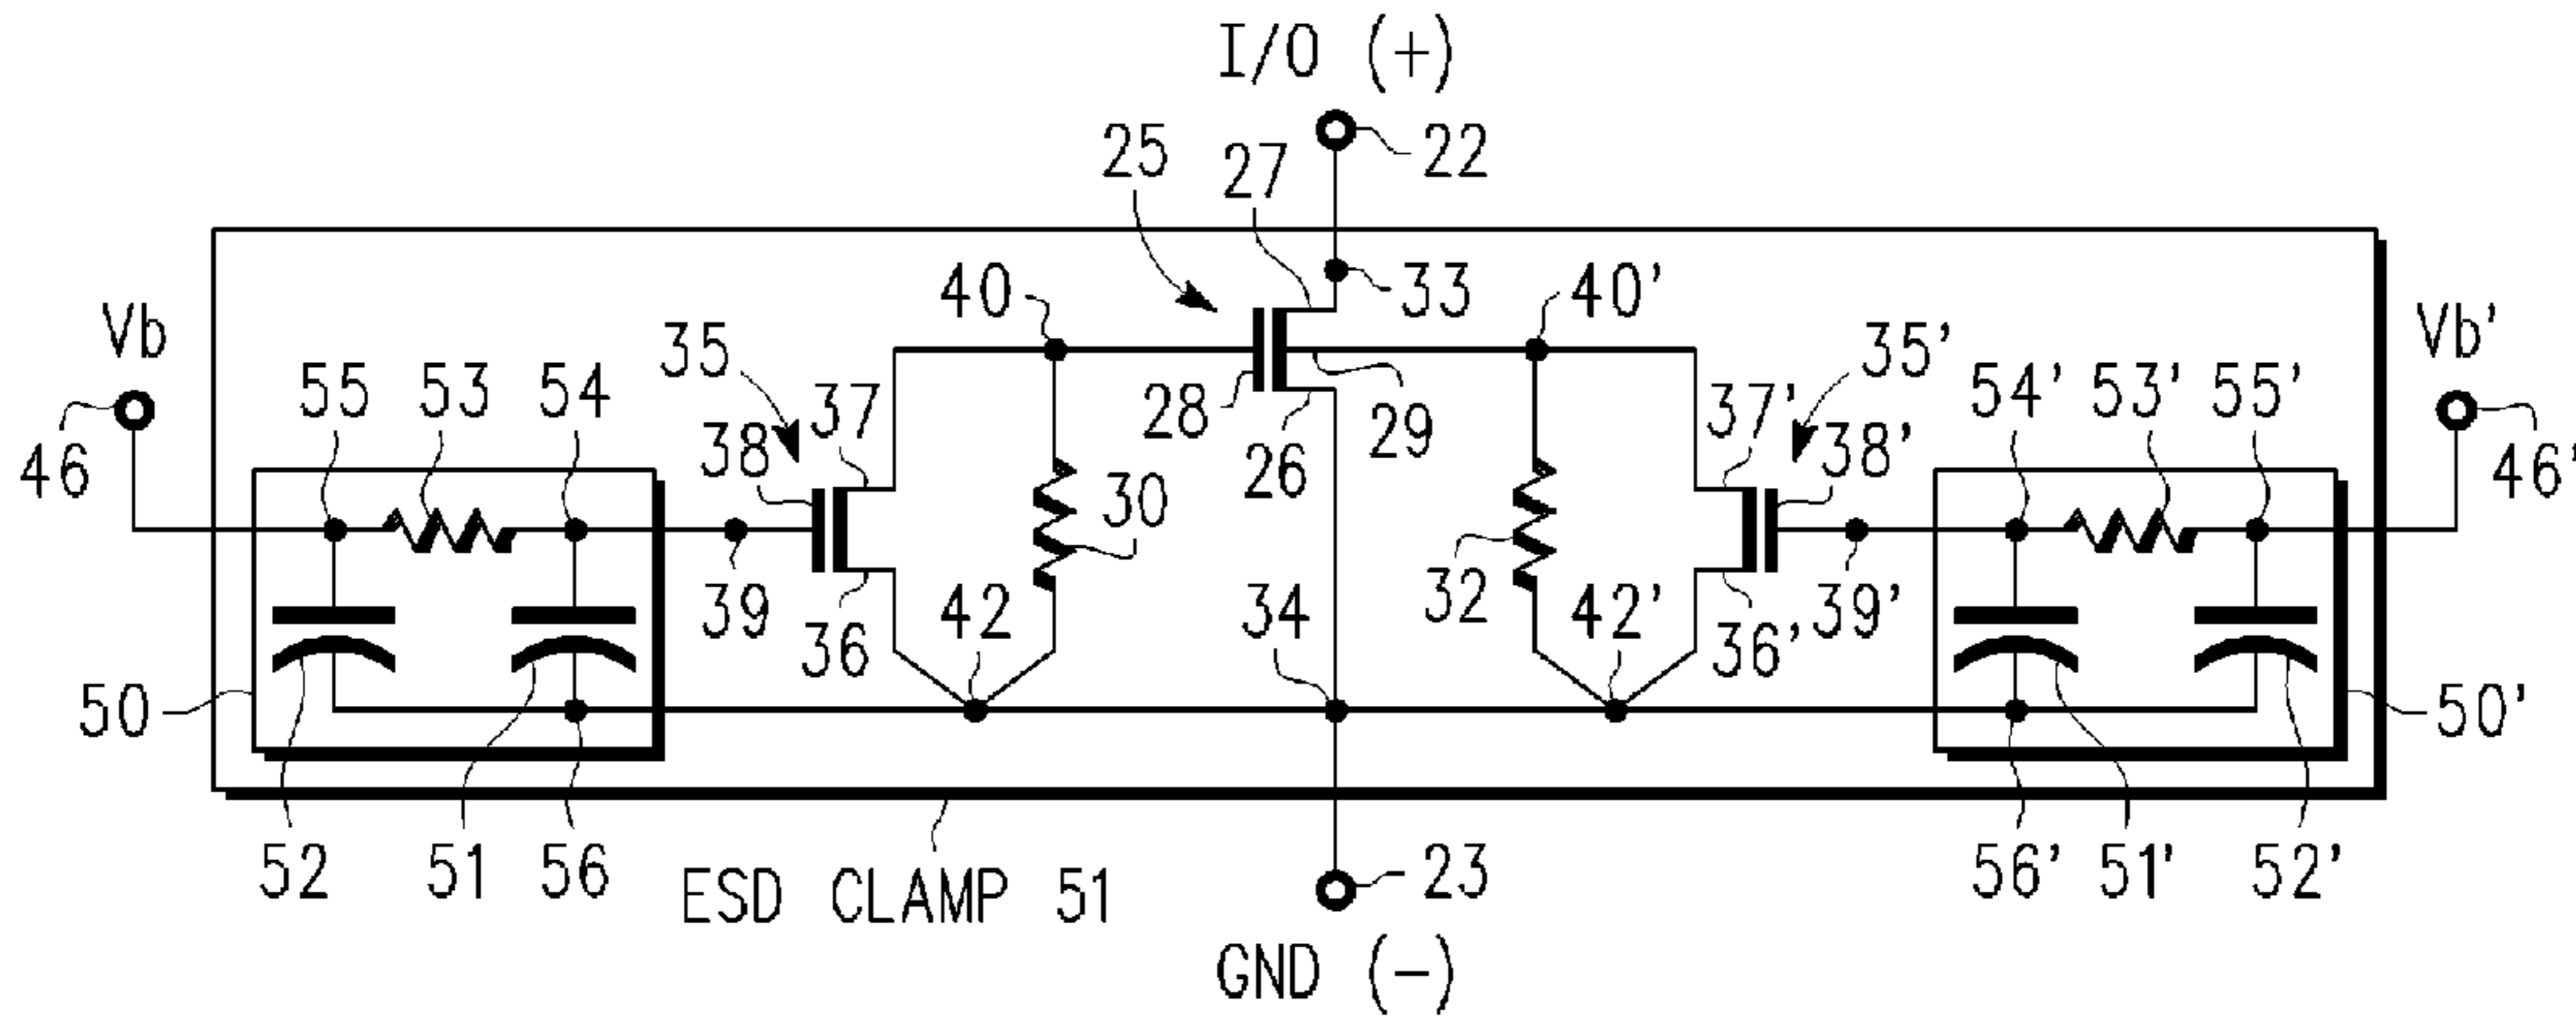 I/O (+)
25 27 22
40 33 40'
Vb 35 35' Vb'
55 53 54 37 28 29 37' 54' 53' 55'
46 38 26 38' 46'
30 32
39 36 42 34 42' 36' 39'
50 50'
52 51 56 23 56' 51' 52'
ESD CLAMP 51
GND (-)